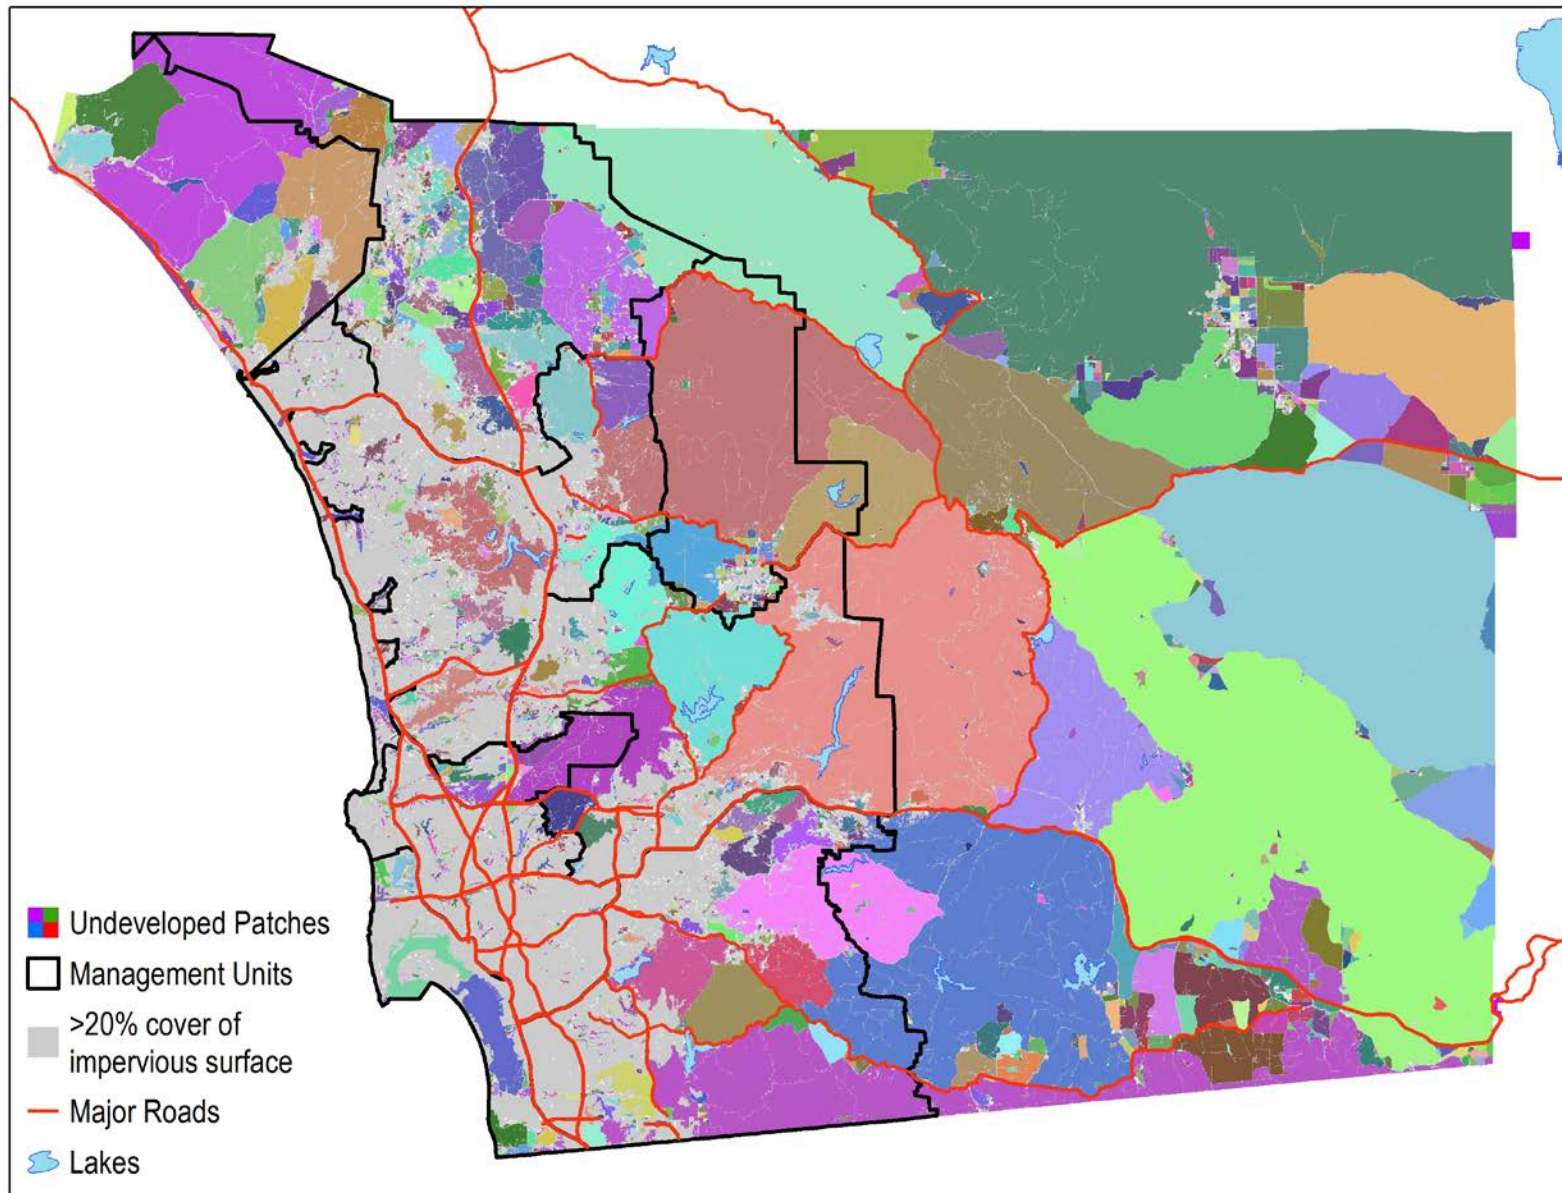 Undeveloped Patches
Management Units
>20% cover of
impervious surface
Major Roads
Lakes